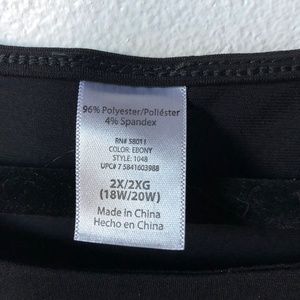 96% Polyester/Poliéster
4% Spandex
RN# 58011
COLOR: EBONY
STYLE: 1048
UPC# 7 5841603988
2X/2XG
(18W/20W)
Made in China
Hecho en China